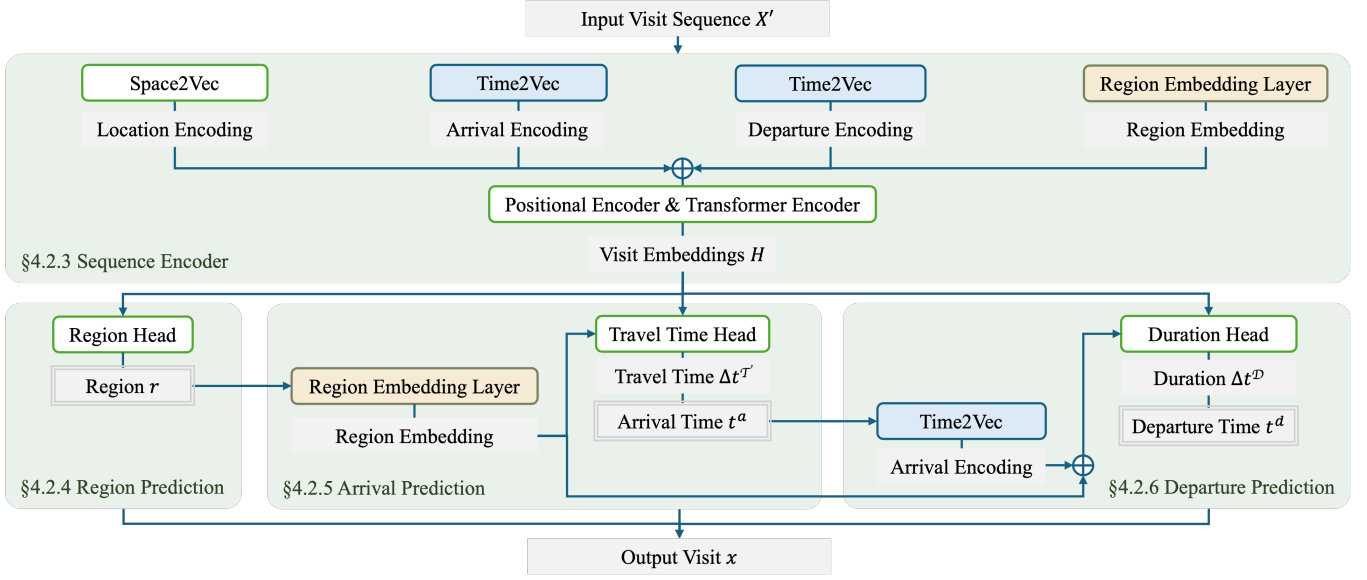 Input Visit Sequence X′
Space2Vec
Time2Vec
Time2Vec
Region Embedding Layer
Location Encoding
Arrival Encoding
Departure Encoding
Region Embedding
Positional Encoder & Transformer Encoder
Visit Embeddings H
§4.2.3 Sequence Encoder
Region Head
Region r
§4.2.4 Region Prediction
Region Embedding Layer
Region Embedding
Travel Time Head
Travel Time Δt^𝒯
Arrival Time t^a
§4.2.5 Arrival Prediction
Time2Vec
Arrival Encoding
Duration Head
Duration Δt^𝒟
Departure Time t^d
§4.2.6 Departure Prediction
Output Visit x